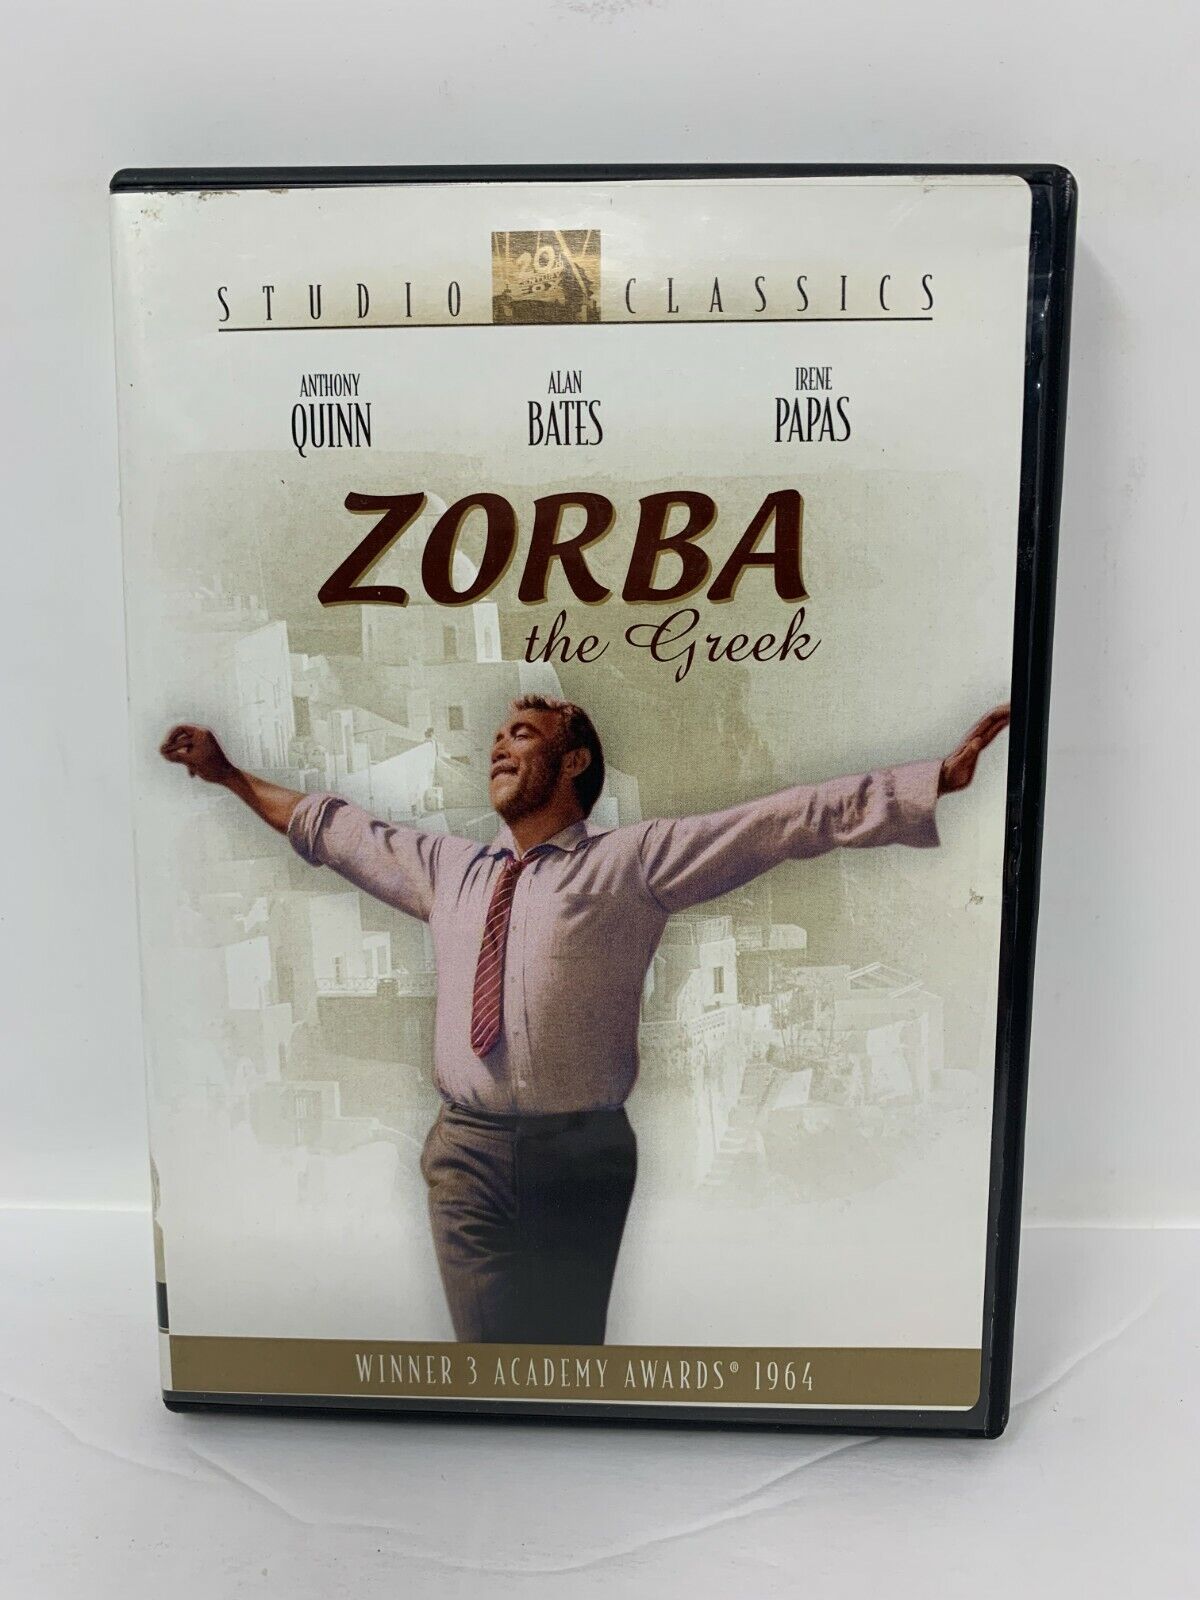 STUDIO 20TH CENTURY FOX CLASSICS
ANTHONY QUINN
ALAN BATES
IRENE PAPAS
ZORBA
the Greek
WINNER 3 ACADEMY AWARDS® 1964